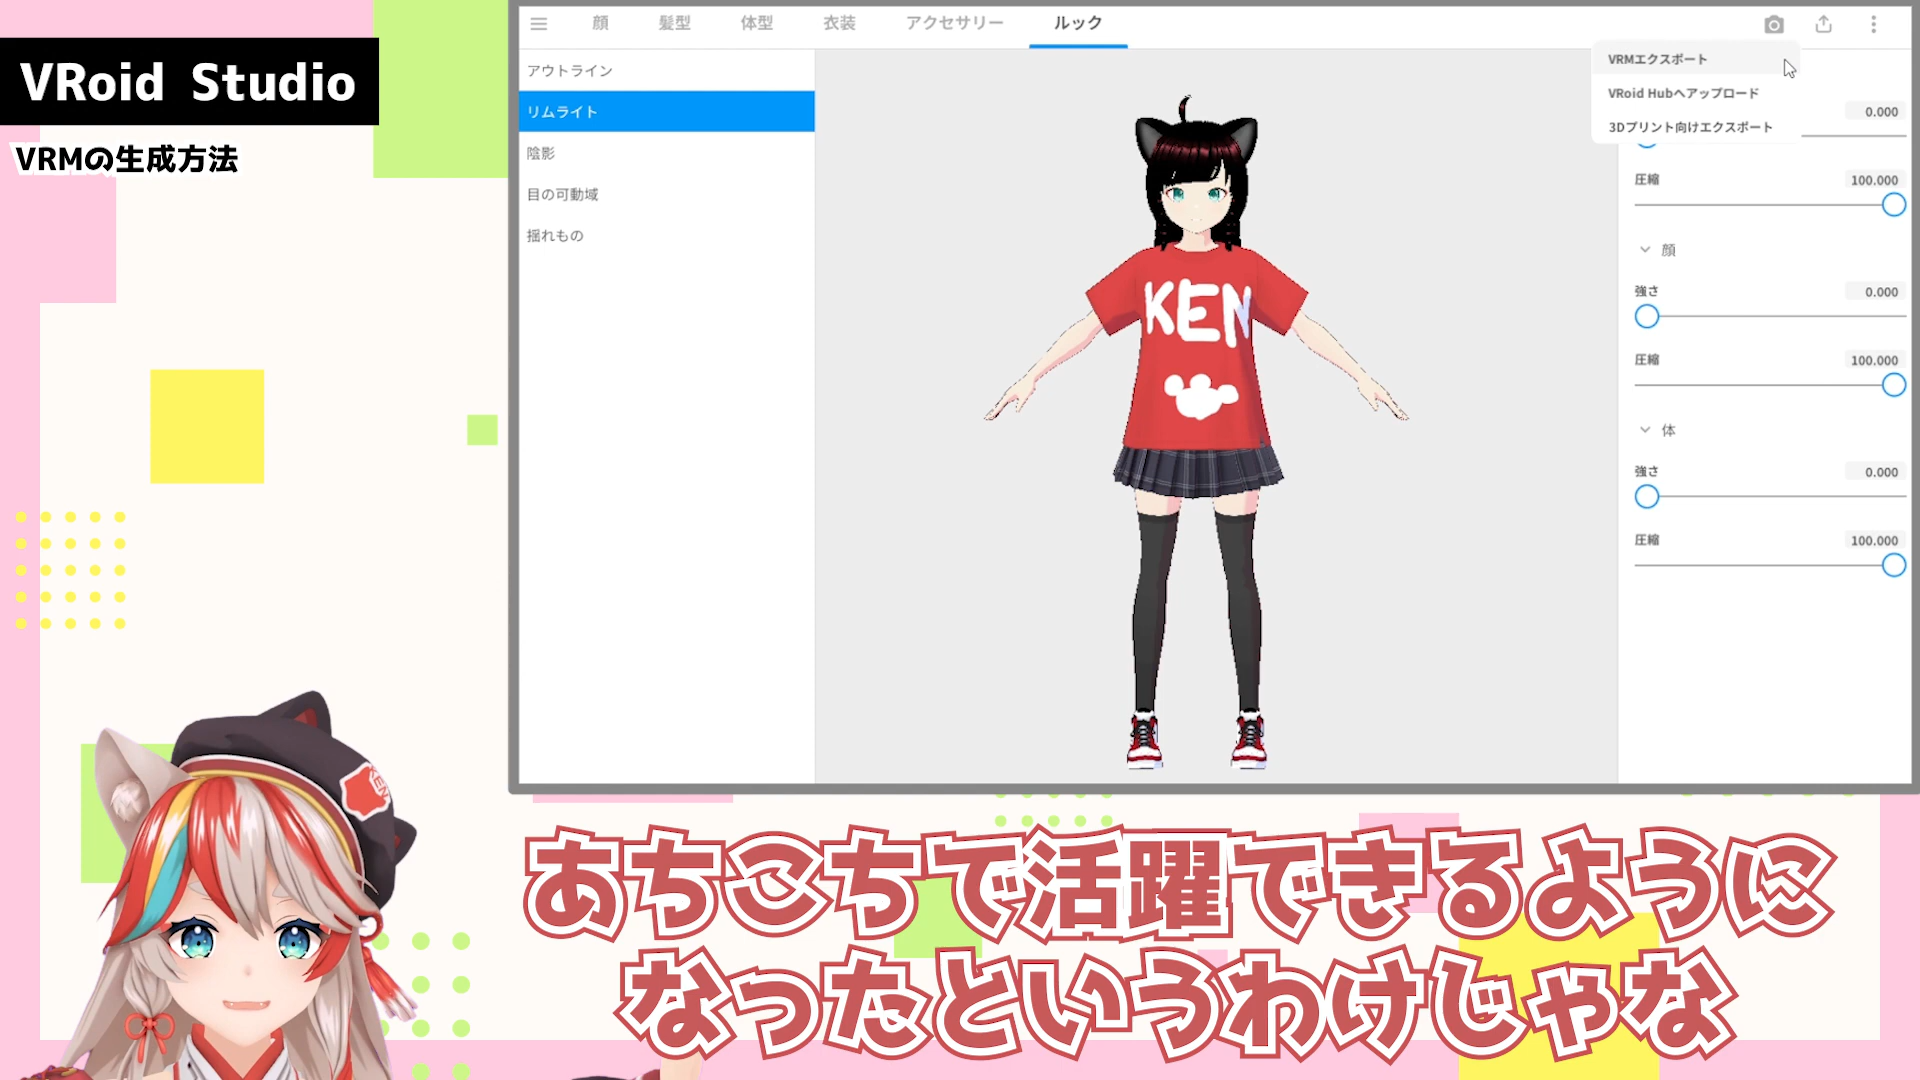 VRoid Studio
VRMの生成方法
顔
髪型
体型
衣装
アクセサリー
ルック
アウトライン
リムライト
陰影
目の可動域
揺れもの
VRMエクスポート
VRoid Hubへアップロード
3Dプリント向けエクスポート
0.000
圧縮
100.000
顔
強さ
0.000
圧縮
100.000
体
強さ
0.000
圧縮
100.000
KEN
あちこちで活躍できるように
なったというわけじゃな